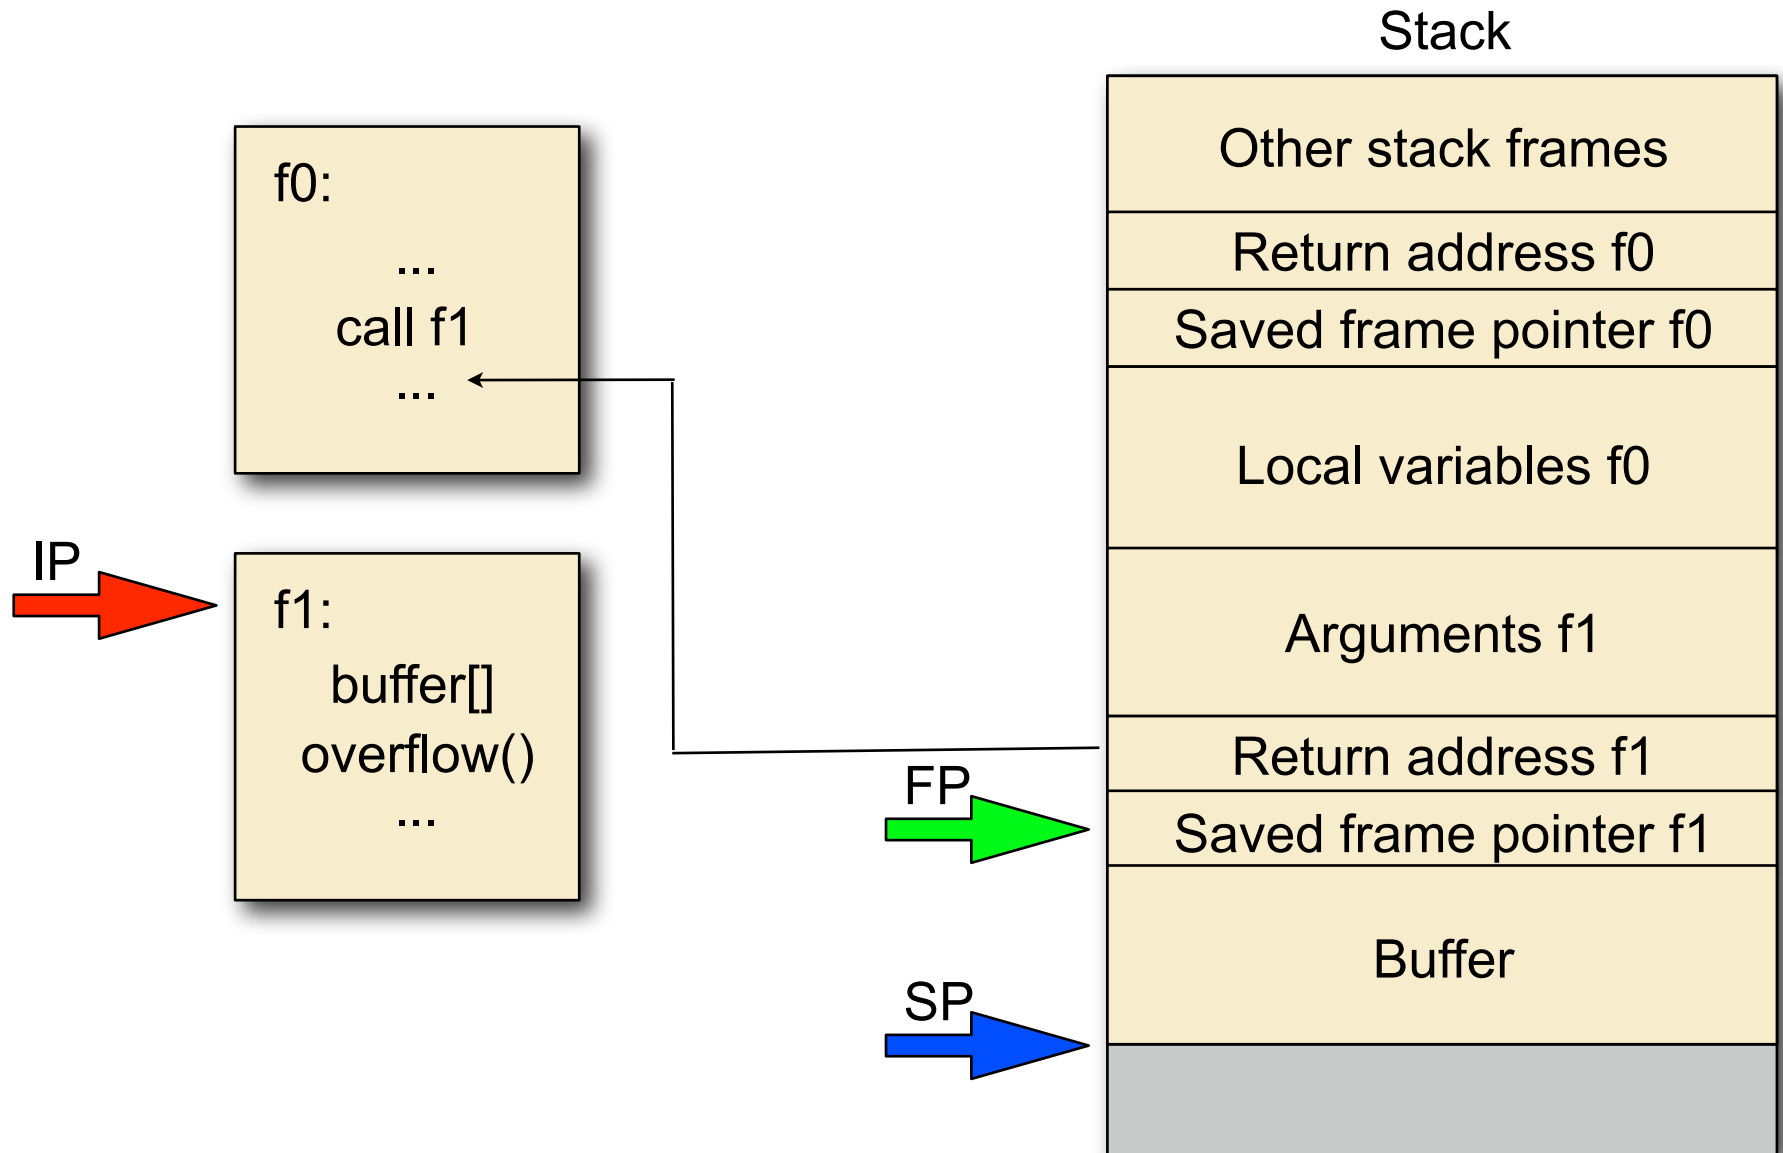 Stack
Other stack frames
f0:
...
call f1
...
Return address f0
Saved frame pointer f0
Local variables f0
IP
f1:
buffer[]
overflow()
...
Arguments f1
Return address f1
FP
Saved frame pointer f1
Buffer
SP